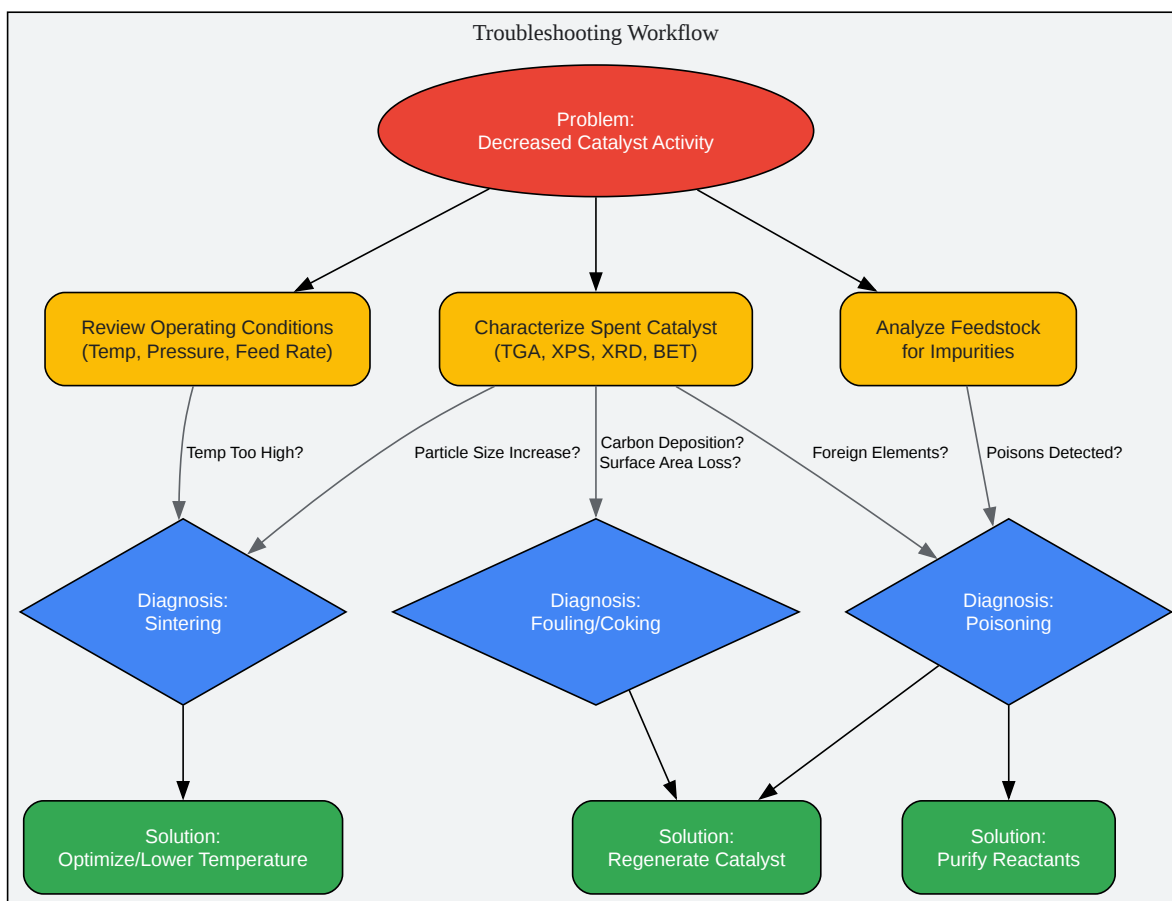 Troubleshooting Workflow
Problem:
Decreased Catalyst Activity
Review Operating Conditions
(Temp, Pressure, Feed Rate)
Characterize Spent Catalyst
(TGA, XPS, XRD, BET)
Analyze Feedstock
for Impurities
Temp Too High?
Particle Size Increase?
Carbon Deposition?
Surface Area Loss?
Foreign Elements?
Poisons Detected?
Diagnosis:
Sintering
Diagnosis:
Fouling/Coking
Diagnosis:
Poisoning
Solution:
Optimize/Lower Temperature
Solution:
Regenerate Catalyst
Solution:
Purify Reactants